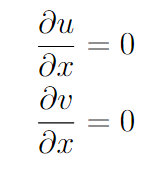 ∂u/∂x = 0
∂v/∂x = 0